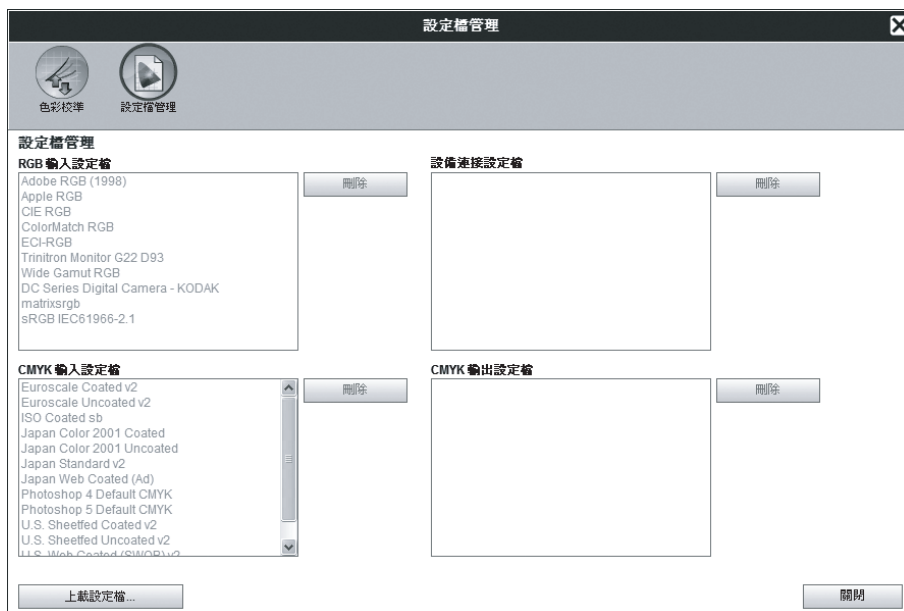 設定檔管理
色彩校準
設定檔管理
設定檔管理
RGB 輸入設定檔
Adobe RGB (1998)
Apple RGB
CIE RGB
ColorMatch RGB
ECI-RGB
Trinitron Monitor G22 D93
Wide Gamut RGB
DC Series Digital Camera - KODAK
matrixsrgb
sRGB IEC61966-2.1
刪除
設備連接設定檔
刪除
CMYK 輸入設定檔
Euroscale Coated v2
Euroscale Uncoated v2
ISO Coated sb
Japan Color 2001 Coated
Japan Color 2001 Uncoated
Japan Standard v2
Japan Web Coated (Ad)
Photoshop 4 Default CMYK
Photoshop 5 Default CMYK
U.S. Sheetfed Coated v2
U.S. Sheetfed Uncoated v2
U.S. Web Coated (SWOP) v2
刪除
CMYK 輸出設定檔
刪除
上載設定檔...
關閉